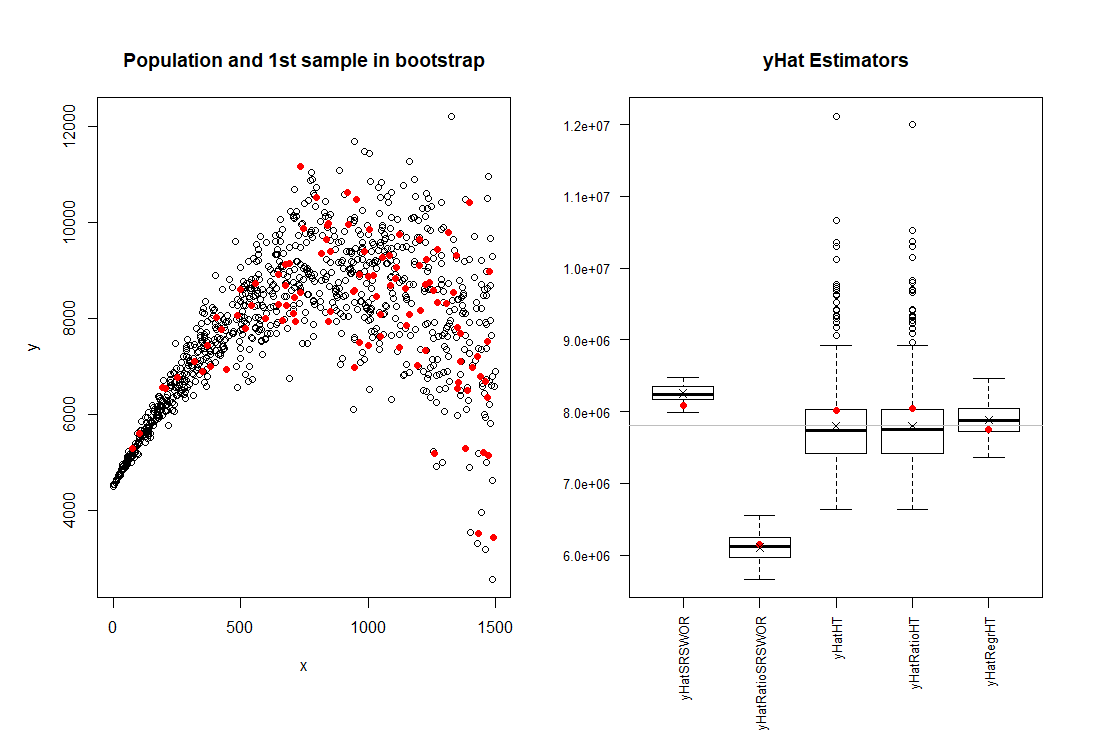 Population and 1st sample in bootstrap
12000
10000
8000
6000
4000
y
0
500
1000
1500
x
yHat Estimators
1.2e+07
1.1e+07
1.0e+07
9.0e+06
8.0e+06
7.0e+06
6.0e+06
yHatSRSWOR
yHatRatioSRSWOR
yHatHT
yHatRatioHT
yHatRegrHT